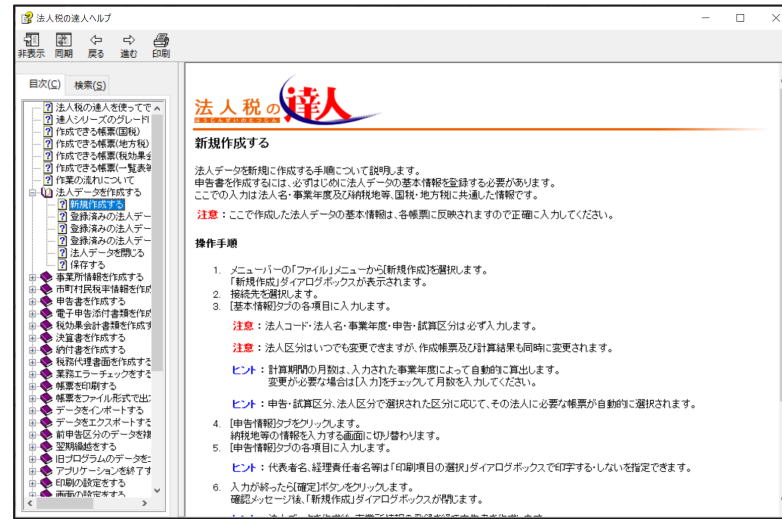 法人税の達人ヘルプ
非表示 同期 戻る 進む 印刷
目次(C) 検索(S)
法人税の達人を使ってで
達人シリーズのグレード
作成できる帳票(国税)
作成できる帳票(地方税)
作成できる帳票(税効果会
作成できる帳票(一覧表等
作業の流れについて
法人データを作成する
新規作成する
登録済みの法人デー
登録済みの法人デー
登録済みの法人デー
法人データを閉じる
保存する
事業所情報を作成する
市町村民税率情報を作成
申告書を作成する
電子申告添付書類を作成
税効果会計書類を作成す
決算書を作成する
納付書を作成する
税務代理書面を作成する
業務エラーチェックをする
帳票を印刷する
帳票をファイル形式で出
データをインポートする
データをエクスポートする
前申告区分のデータを複
翌期繰越をする
旧プログラムのデータを
アプリケーションを終了す
印刷の設定をする
画面の設定をする
法人税の達人
ほうじんぜいのたつじん
新規作成する
法人データを新規に作成する手順について説明します。
申告書を作成するには、必ずはじめに法人データの基本情報を登録する必要があります。
ここでの入力は法人名・事業年度及び納税地等、国税・地方税に共通した情報です。
注意：ここで作成した法人データの基本情報は、各帳票に反映されますので正確に入力してください。
操作手順
1. メニューバーの「ファイル」メニューから[新規作成]を選択します。
「新規作成」ダイアログボックスが表示されます。
2. 接続先を選択します。
3. [基本情報]タブの各項目に入力します。
注意：法人コード・法人名・事業年度・申告・試算区分は必ず入力します。
注意：法人区分はいつでも変更できますが、作成帳票及び計算結果も同時に変更されます。
ヒント：計算期間の月数は、入力された事業年度によって自動的に算出します。
変更が必要な場合は[入力]をチェックして月数を入力してください。
ヒント：申告・試算区分、法人区分で選択された区分に応じて、その法人に必要な帳票が自動的に選択されます。
4. [申告情報]タブをクリックします。
納税地等の情報を入力する画面に切り替わります。
5. [申告情報]タブの各項目に入力します。
ヒント：代表者名、経理責任者名等は「印刷項目の選択」ダイアログボックスで印字する・しないを指定できます。
6. 入力が終ったら[確定]ボタンをクリックします。
確認メッセージ後、「新規作成」ダイアログボックスが閉じます。